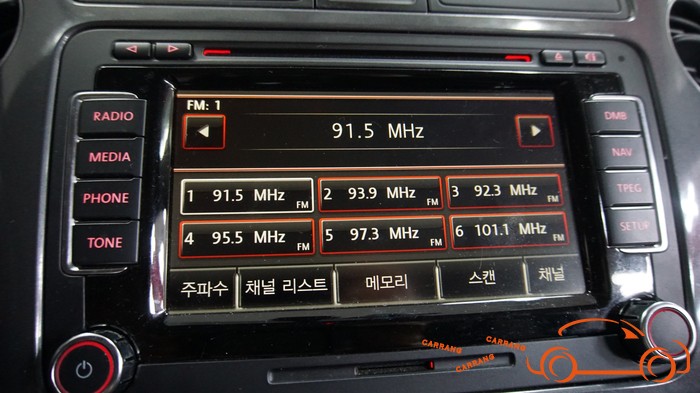 RADIO
MEDIA
PHONE
TONE
FM: 1
91.5 MHz
1 91.5 MHz FM
2 93.9 MHz FM
3 92.3 MHz FM
4 95.5 MHz FM
5 97.3 MHz FM
6 101.1 MHz FM
주파수 채널 리스트 메모리 스캔 채널
DMB
NAV
TPEG
SETUP
CARRANG
CARRANG
CARRANG